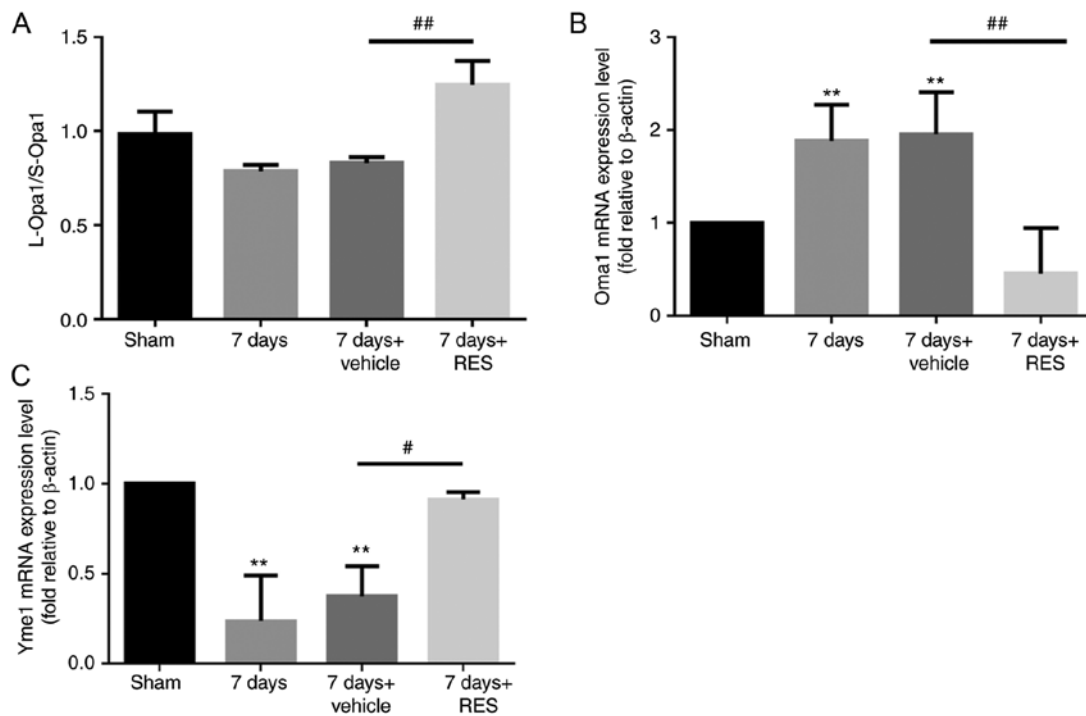 A
L-Opa1/S-Opa1
1.5
1.0
0.5
0.0
##
Sham
7 days
7 days+
vehicle
7 days+
RES
B
Oma1 mRNA expression level
(fold relative to β-actin)
3
2
1
0
**
**
##
Sham
7 days
7 days+
vehicle
7 days+
RES
C
Yme1 mRNA expression level
(fold relative to β-actin)
1.5
1.0
0.5
0.0
**
**
#
Sham
7 days
7 days+
vehicle
7 days+
RES